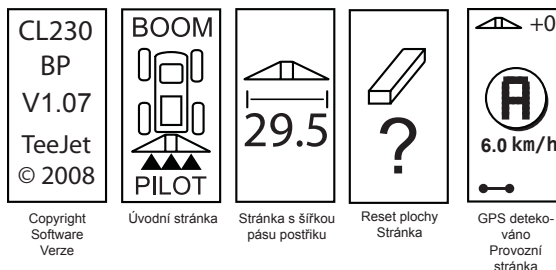 CL230
BP
V1.07
TeeJet
© 2008
Copyright
Software
Verze
BOOM
PILOT
Úvodní stránka
29.5
Stránka s šířkou
pásu postřiku
?
Reset plochy
Stránka
+0
A
6.0 km/h
GPS deteko-
váno
Provozní
stránka